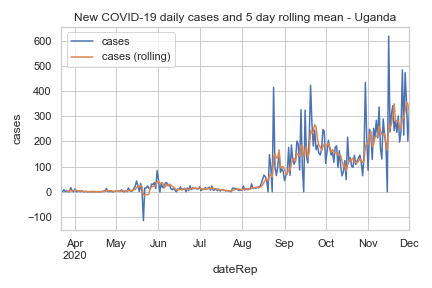 New COVID-19 daily cases and 5 day rolling mean - Uganda
cases
cases (rolling)
600
500
400
300
200
100
0
−100
cases
Apr
2020
May
Jun
Jul
Aug
Sep
Oct
Nov
Dec
dateRep